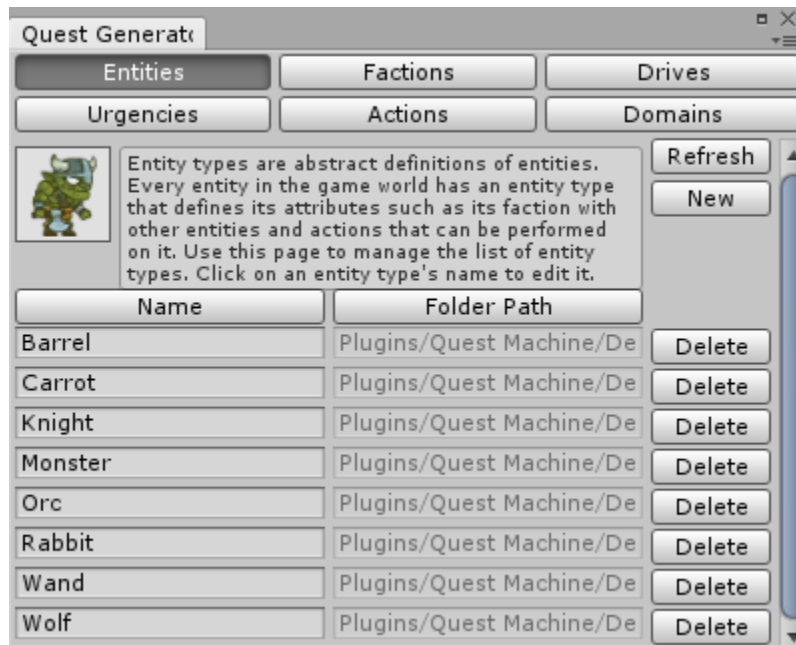 Quest Generato
Entities Factions Drives
Urgencies Actions Domains
Entity types are abstract definitions of entities.
Every entity in the game world has an entity type
that defines its attributes such as its faction with
other entities and actions that can be performed
on it. Use this page to manage the list of entity
types. Click on an entity type's name to edit it.
Refresh
New
Name Folder Path
Barrel Plugins/Quest Machine/De Delete
Carrot Plugins/Quest Machine/De Delete
Knight Plugins/Quest Machine/De Delete
Monster Plugins/Quest Machine/De Delete
Orc Plugins/Quest Machine/De Delete
Rabbit Plugins/Quest Machine/De Delete
Wand Plugins/Quest Machine/De Delete
Wolf Plugins/Quest Machine/De Delete